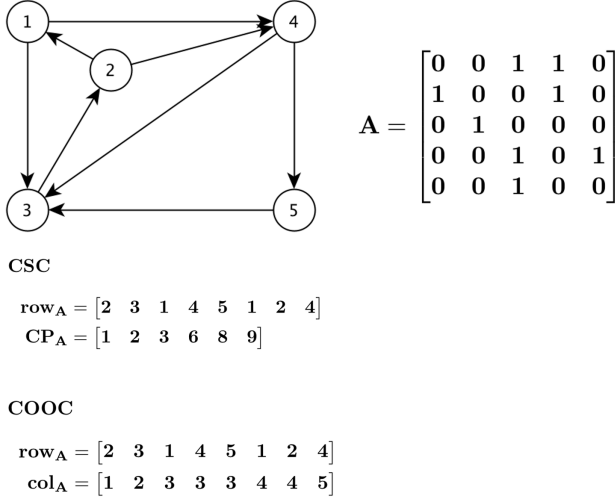 1
4
2
3
5
A = [0 0 1 1 0
1 0 0 1 0
0 1 0 0 0
0 0 1 0 1
0 0 1 0 0]
CSC
row_A = [2 3 1 4 5 1 2 4]
CP_A = [1 2 3 6 8 9]
COOC
row_A = [2 3 1 4 5 1 2 4]
col_A = [1 2 3 3 3 4 4 5]